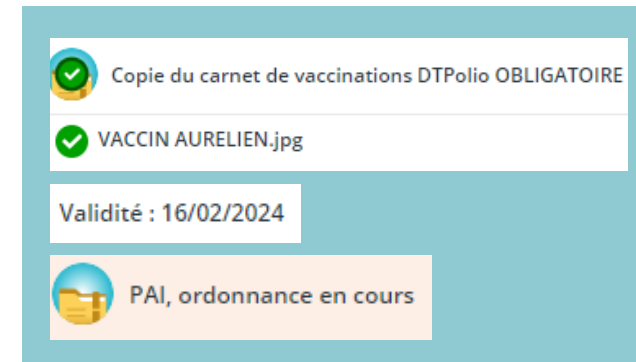 Copie du carnet de vaccinations DTPolio OBLIGATOIRE
VACCIN AURELIEN.jpg
Validité : 16/02/2024
PAI, ordonnance en cours